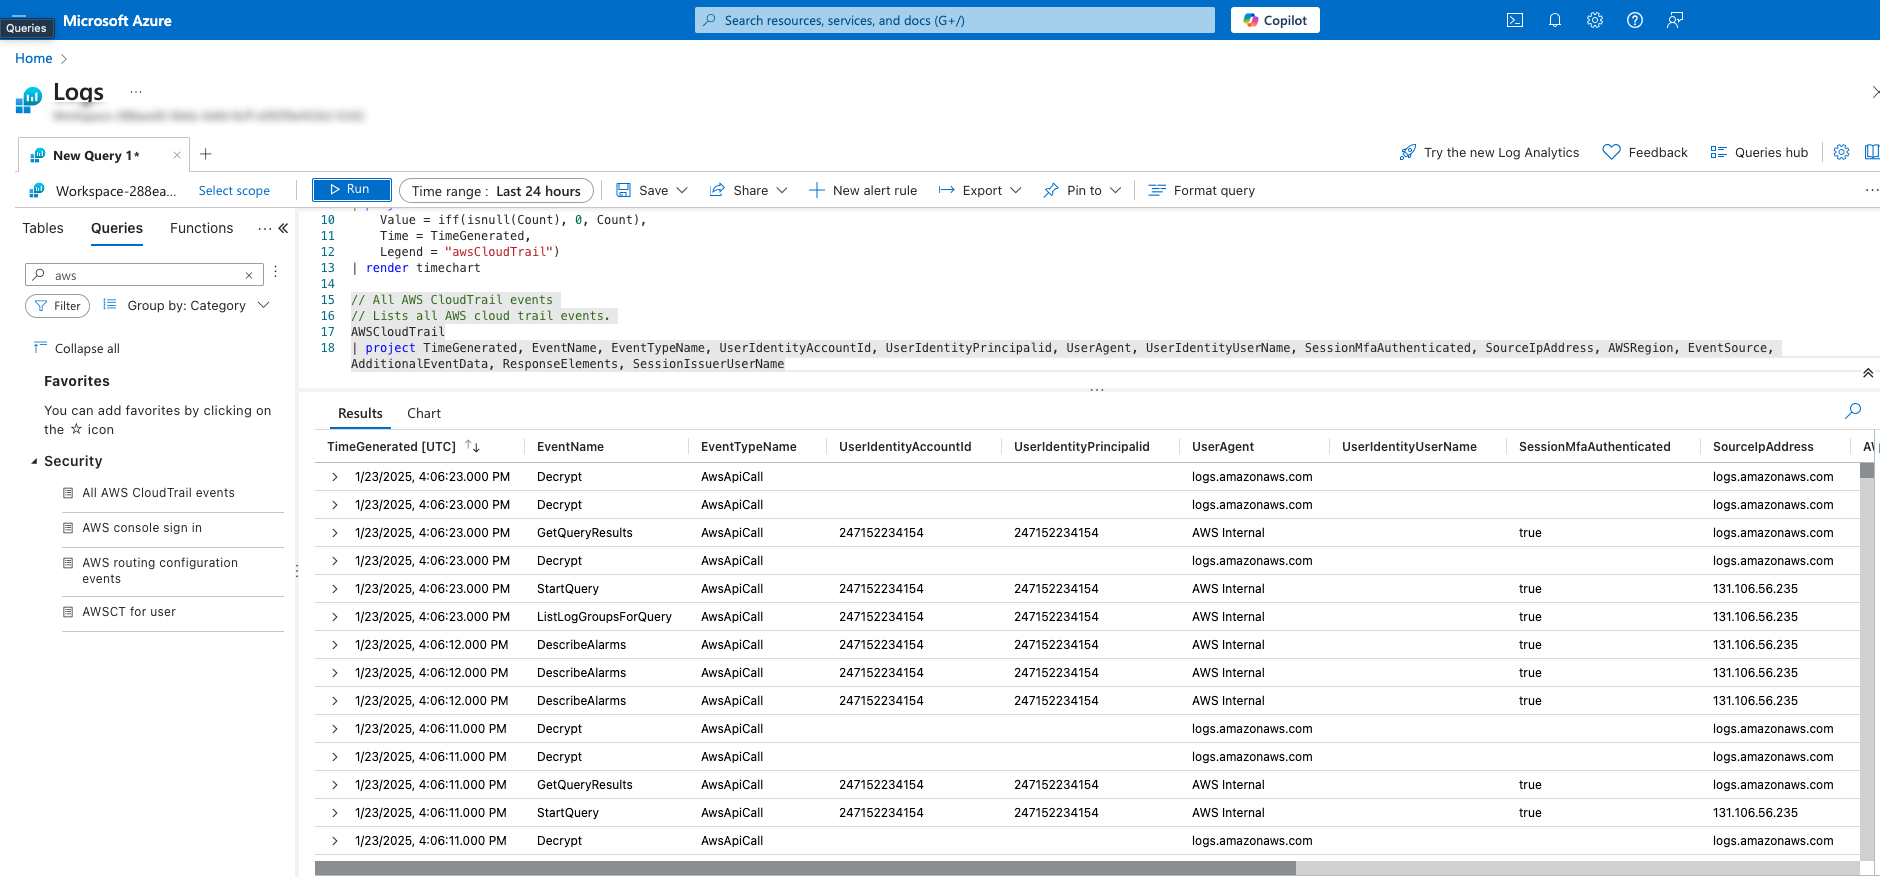 Queries
Microsoft Azure
Search resources, services, and docs (G+/)
Copilot
Home
Logs
New Query 1*
Try the new Log Analytics
Feedback
Queries hub
Workspace-288ea...
Select scope
Run
Time range : Last 24 hours
Save
Share
New alert rule
Export
Pin to
Format query
Tables
Queries
Functions
aws
Filter
Group by: Category
Collapse all
Favorites
You can add favorites by clicking on
the ☆ icon
Security
All AWS CloudTrail events
AWS console sign in
AWS routing configuration
events
AWSCT for user
10 Value = iff(isnull(Count), 0, Count),
11 Time = TimeGenerated,
12 Legend = "awsCloudTrail")
13 | render timechart
14
15 // All AWS CloudTrail events
16 // Lists all AWS cloud trail events.
17 AWSCloudTrail
18 | project TimeGenerated, EventName, EventTypeName, UserIdentityAccountId, UserIdentityPrincipalid, UserAgent, UserIdentityUserName, SessionMfaAuthenticated, SourceIpAddress, AWSRegion, EventSource,
AdditionalEventData, ResponseElements, SessionIssuerUserName
Results
Chart
TimeGenerated [UTC] EventName EventTypeName UserIdentityAccountId UserIdentityPrincipalid UserAgent UserIdentityUserName SessionMfaAuthenticated SourceIpAddress
1/23/2025, 4:06:23.000 PM Decrypt AwsApiCall logs.amazonaws.com logs.amazonaws.com
1/23/2025, 4:06:23.000 PM Decrypt AwsApiCall logs.amazonaws.com logs.amazonaws.com
1/23/2025, 4:06:23.000 PM GetQueryResults AwsApiCall 247152234154 247152234154 AWS Internal true logs.amazonaws.com
1/23/2025, 4:06:23.000 PM Decrypt AwsApiCall logs.amazonaws.com logs.amazonaws.com
1/23/2025, 4:06:23.000 PM StartQuery AwsApiCall 247152234154 247152234154 AWS Internal true 131.106.56.235
1/23/2025, 4:06:23.000 PM ListLogGroupsForQuery AwsApiCall 247152234154 247152234154 AWS Internal true 131.106.56.235
1/23/2025, 4:06:12.000 PM DescribeAlarms AwsApiCall 247152234154 247152234154 AWS Internal true 131.106.56.235
1/23/2025, 4:06:12.000 PM DescribeAlarms AwsApiCall 247152234154 247152234154 AWS Internal true 131.106.56.235
1/23/2025, 4:06:12.000 PM DescribeAlarms AwsApiCall 247152234154 247152234154 AWS Internal true 131.106.56.235
1/23/2025, 4:06:11.000 PM Decrypt AwsApiCall logs.amazonaws.com logs.amazonaws.com
1/23/2025, 4:06:11.000 PM Decrypt AwsApiCall logs.amazonaws.com logs.amazonaws.com
1/23/2025, 4:06:11.000 PM GetQueryResults AwsApiCall 247152234154 247152234154 AWS Internal true logs.amazonaws.com
1/23/2025, 4:06:11.000 PM StartQuery AwsApiCall 247152234154 247152234154 AWS Internal true 131.106.56.235
1/23/2025, 4:06:11.000 PM Decrypt AwsApiCall logs.amazonaws.com logs.amazonaws.com